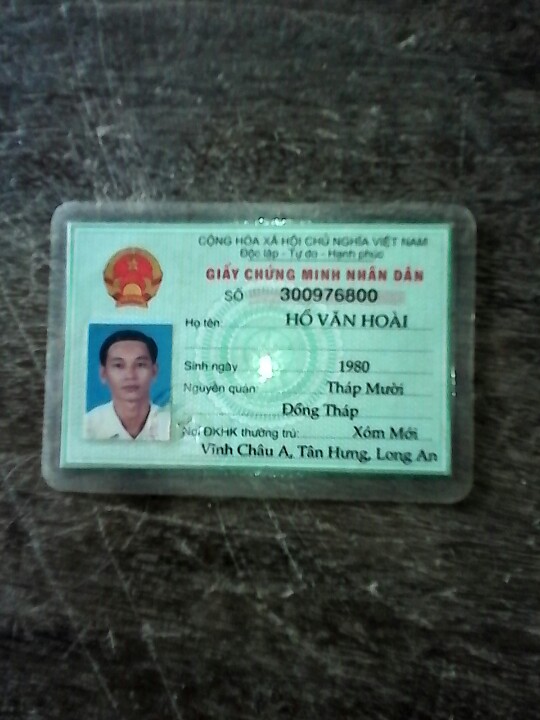 CỘNG HÒA XÃ HỘI CHỦ NGHĨA VIỆT NAM
Độc lập - Tự do - Hạnh phúc
GIẤY CHỨNG MINH NHÂN DÂN
SỐ 300976800
Họ tên: HỒ VĂN HOÀI
Sinh ngày 1980
Nguyên quán: Tháp Mười
Đồng Tháp
Nơi ĐKHK thường trú: Xóm Mới
Vĩnh Châu A, Tân Hưng, Long An